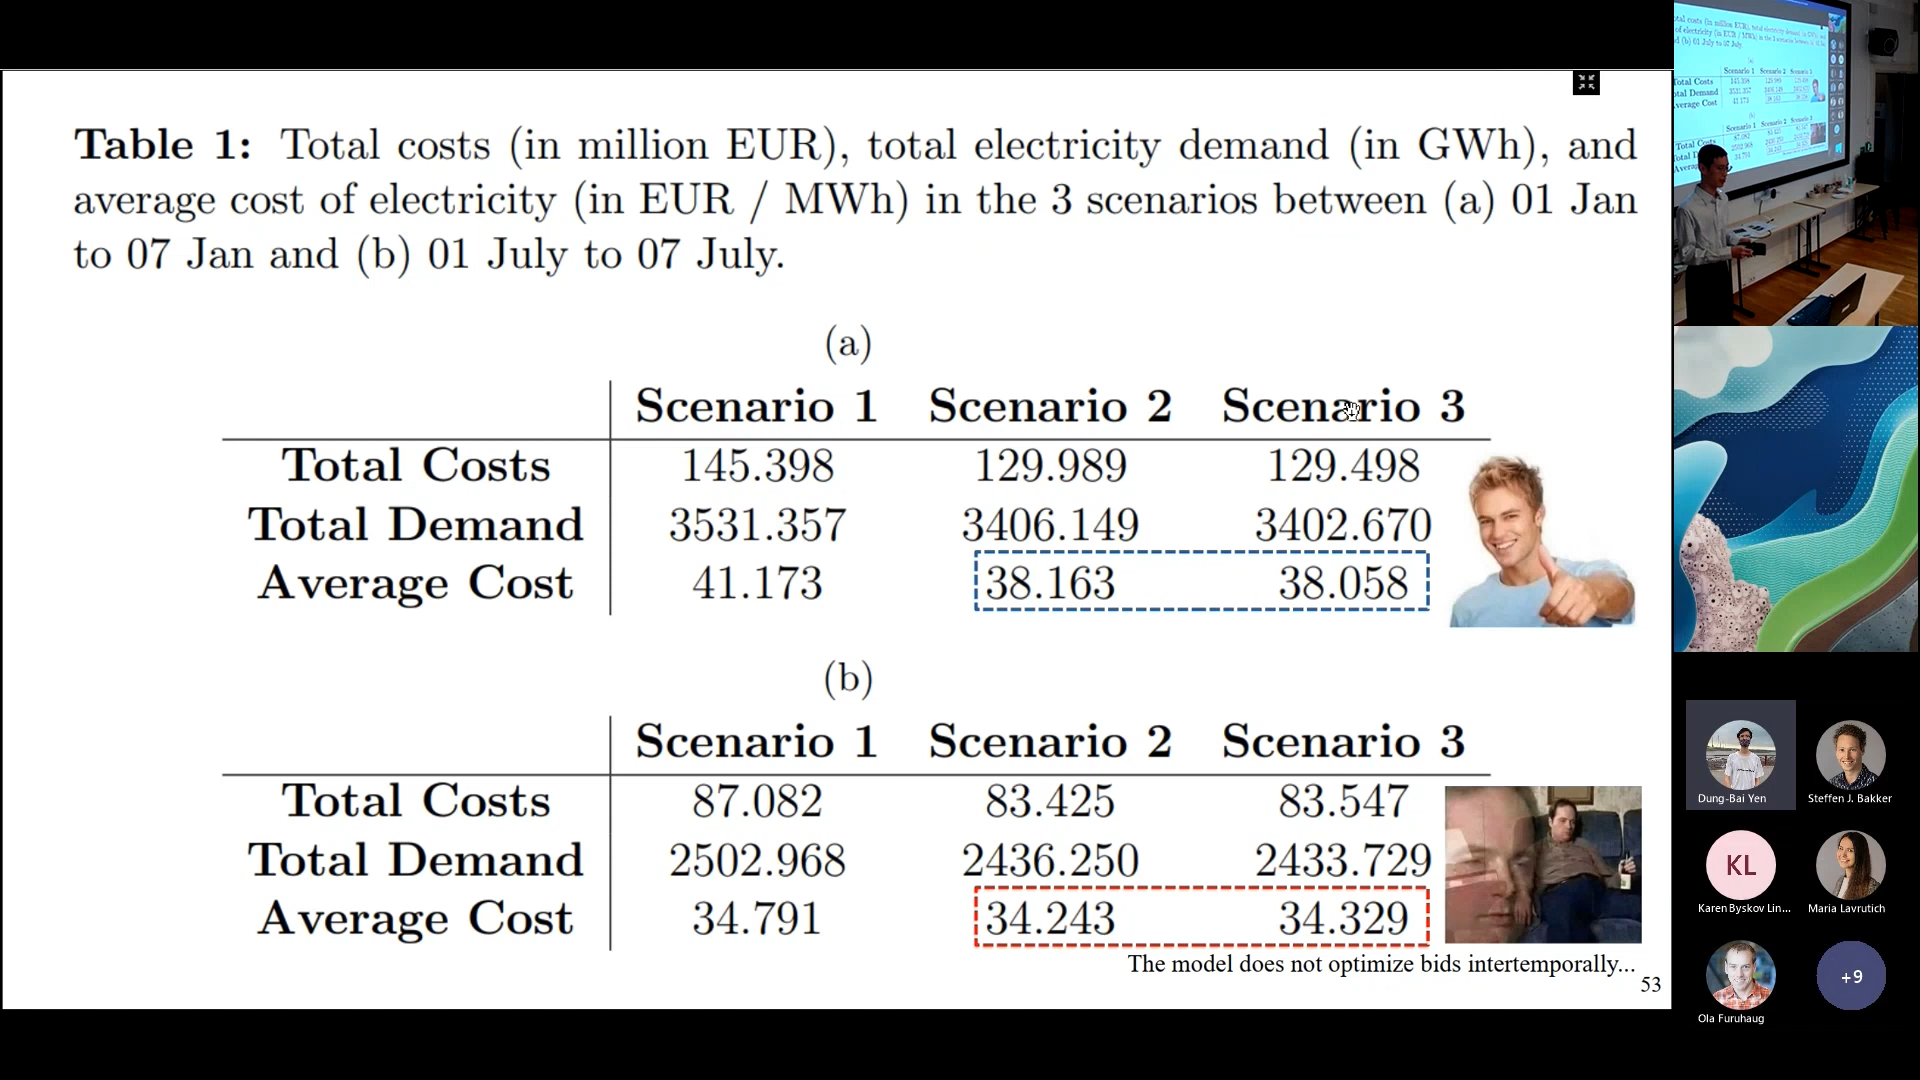 Table 1: Total costs (in million EUR), total electricity demand (in GWh), and
average cost of electricity (in EUR / MWh) in the 3 scenarios between (a) 01 Jan
to 07 Jan and (b) 01 July to 07 July.
(a)
Scenario 1 Scenario 2 Scenario 3
Total Costs 145.398 129.989 129.498
Total Demand 3531.357 3406.149 3402.670
Average Cost 41.173 38.163 38.058
(b)
Scenario 1 Scenario 2 Scenario 3
Total Costs 87.082 83.425 83.547
Total Demand 2502.968 2436.250 2433.729
Average Cost 34.791 34.243 34.329
The model does not optimize bids intertemporally...
53
Dung-Bai Yen
Steffen J. Bakker
KL
Karen Byskov Lin...
Maria Lavrutich
Ola Furuhaug
+9